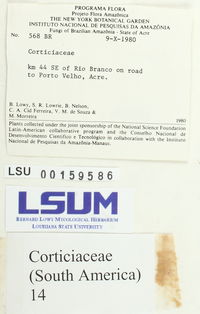 PROGRAMA FLORA
Projeto Flora Amazônica
THE NEW YORK BOTANICAL GARDEN
INSTITUTO NACIONAL DE PESQUISAS DA AMAZÔNIA
Fungi of Brazilian Amazonia - State of Acre
No. 568 BR 9-X-1980
Corticiaceae
km 44 SE of Río Branco on road
to Porto Velho, Acre.
B. Lowy, S. R. Lowrie, B. Nelson,
C. A. Cid Ferreira, V. M. de Souza &
M. Morreira
1980
Plants collected under the joint sponsorship of the National Science Foundation
Latin-American collaborative program and the Conselho Nacional de
Desenvolvimento Científico e Tecnológico in collaboration with the Instituto
Nacional de Pesquisas da Amazônia-Manaus.
LSU 00159586
LSUM
BERNARD LOWY MYCOLOGICAL HERBARIUM
LOUISIANA STATE UNIVERSITY
Corticiaceae
(South America)
14